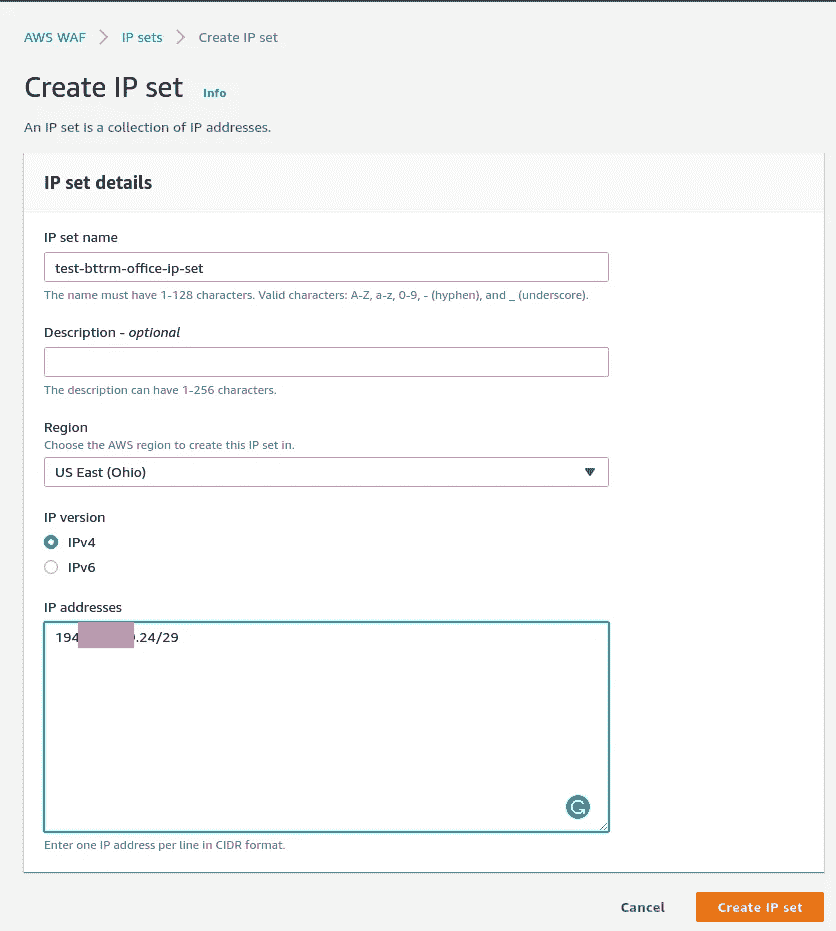 AWS WAF > IP sets > Create IP set
Create IP set Info
An IP set is a collection of IP addresses.
IP set details
IP set name
test-bttrm-office-ip-set
The name must have 1-128 characters. Valid characters: A-Z, a-z, 0-9, - (hyphen), and _ (underscore).
Description - optional
The description can have 1-256 characters.
Region
Choose the AWS region to create this IP set in.
US East (Ohio)
IP version
IPv4
IPv6
IP addresses
194 .24/29
Enter one IP address per line in CIDR format.
Cancel Create IP set